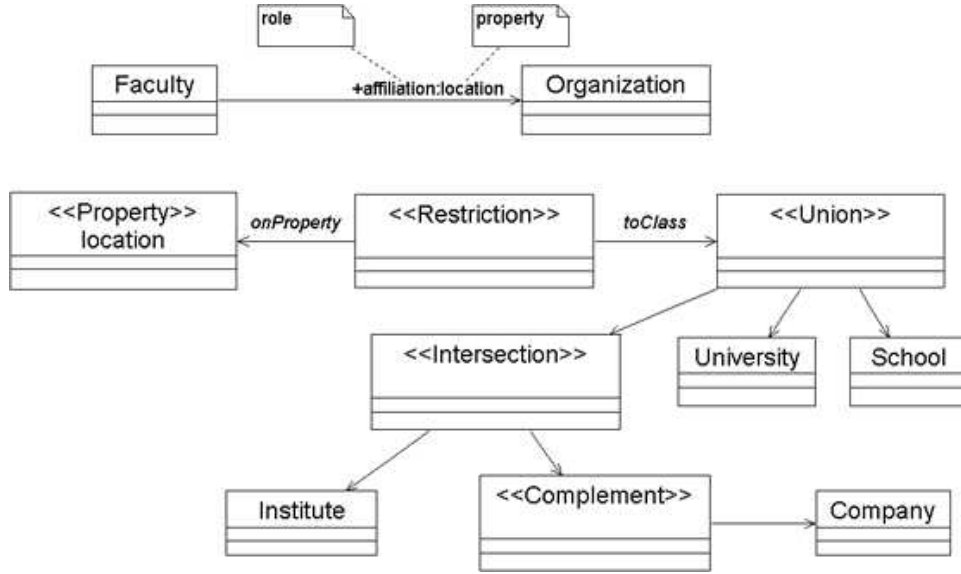 role
property
Faculty
+affiliation:location
Organization
<<Property>>
location
onProperty
<<Restriction>>
toClass
<<Union>>
<<Intersection>>
University
School
Institute
<<Complement>>
Company